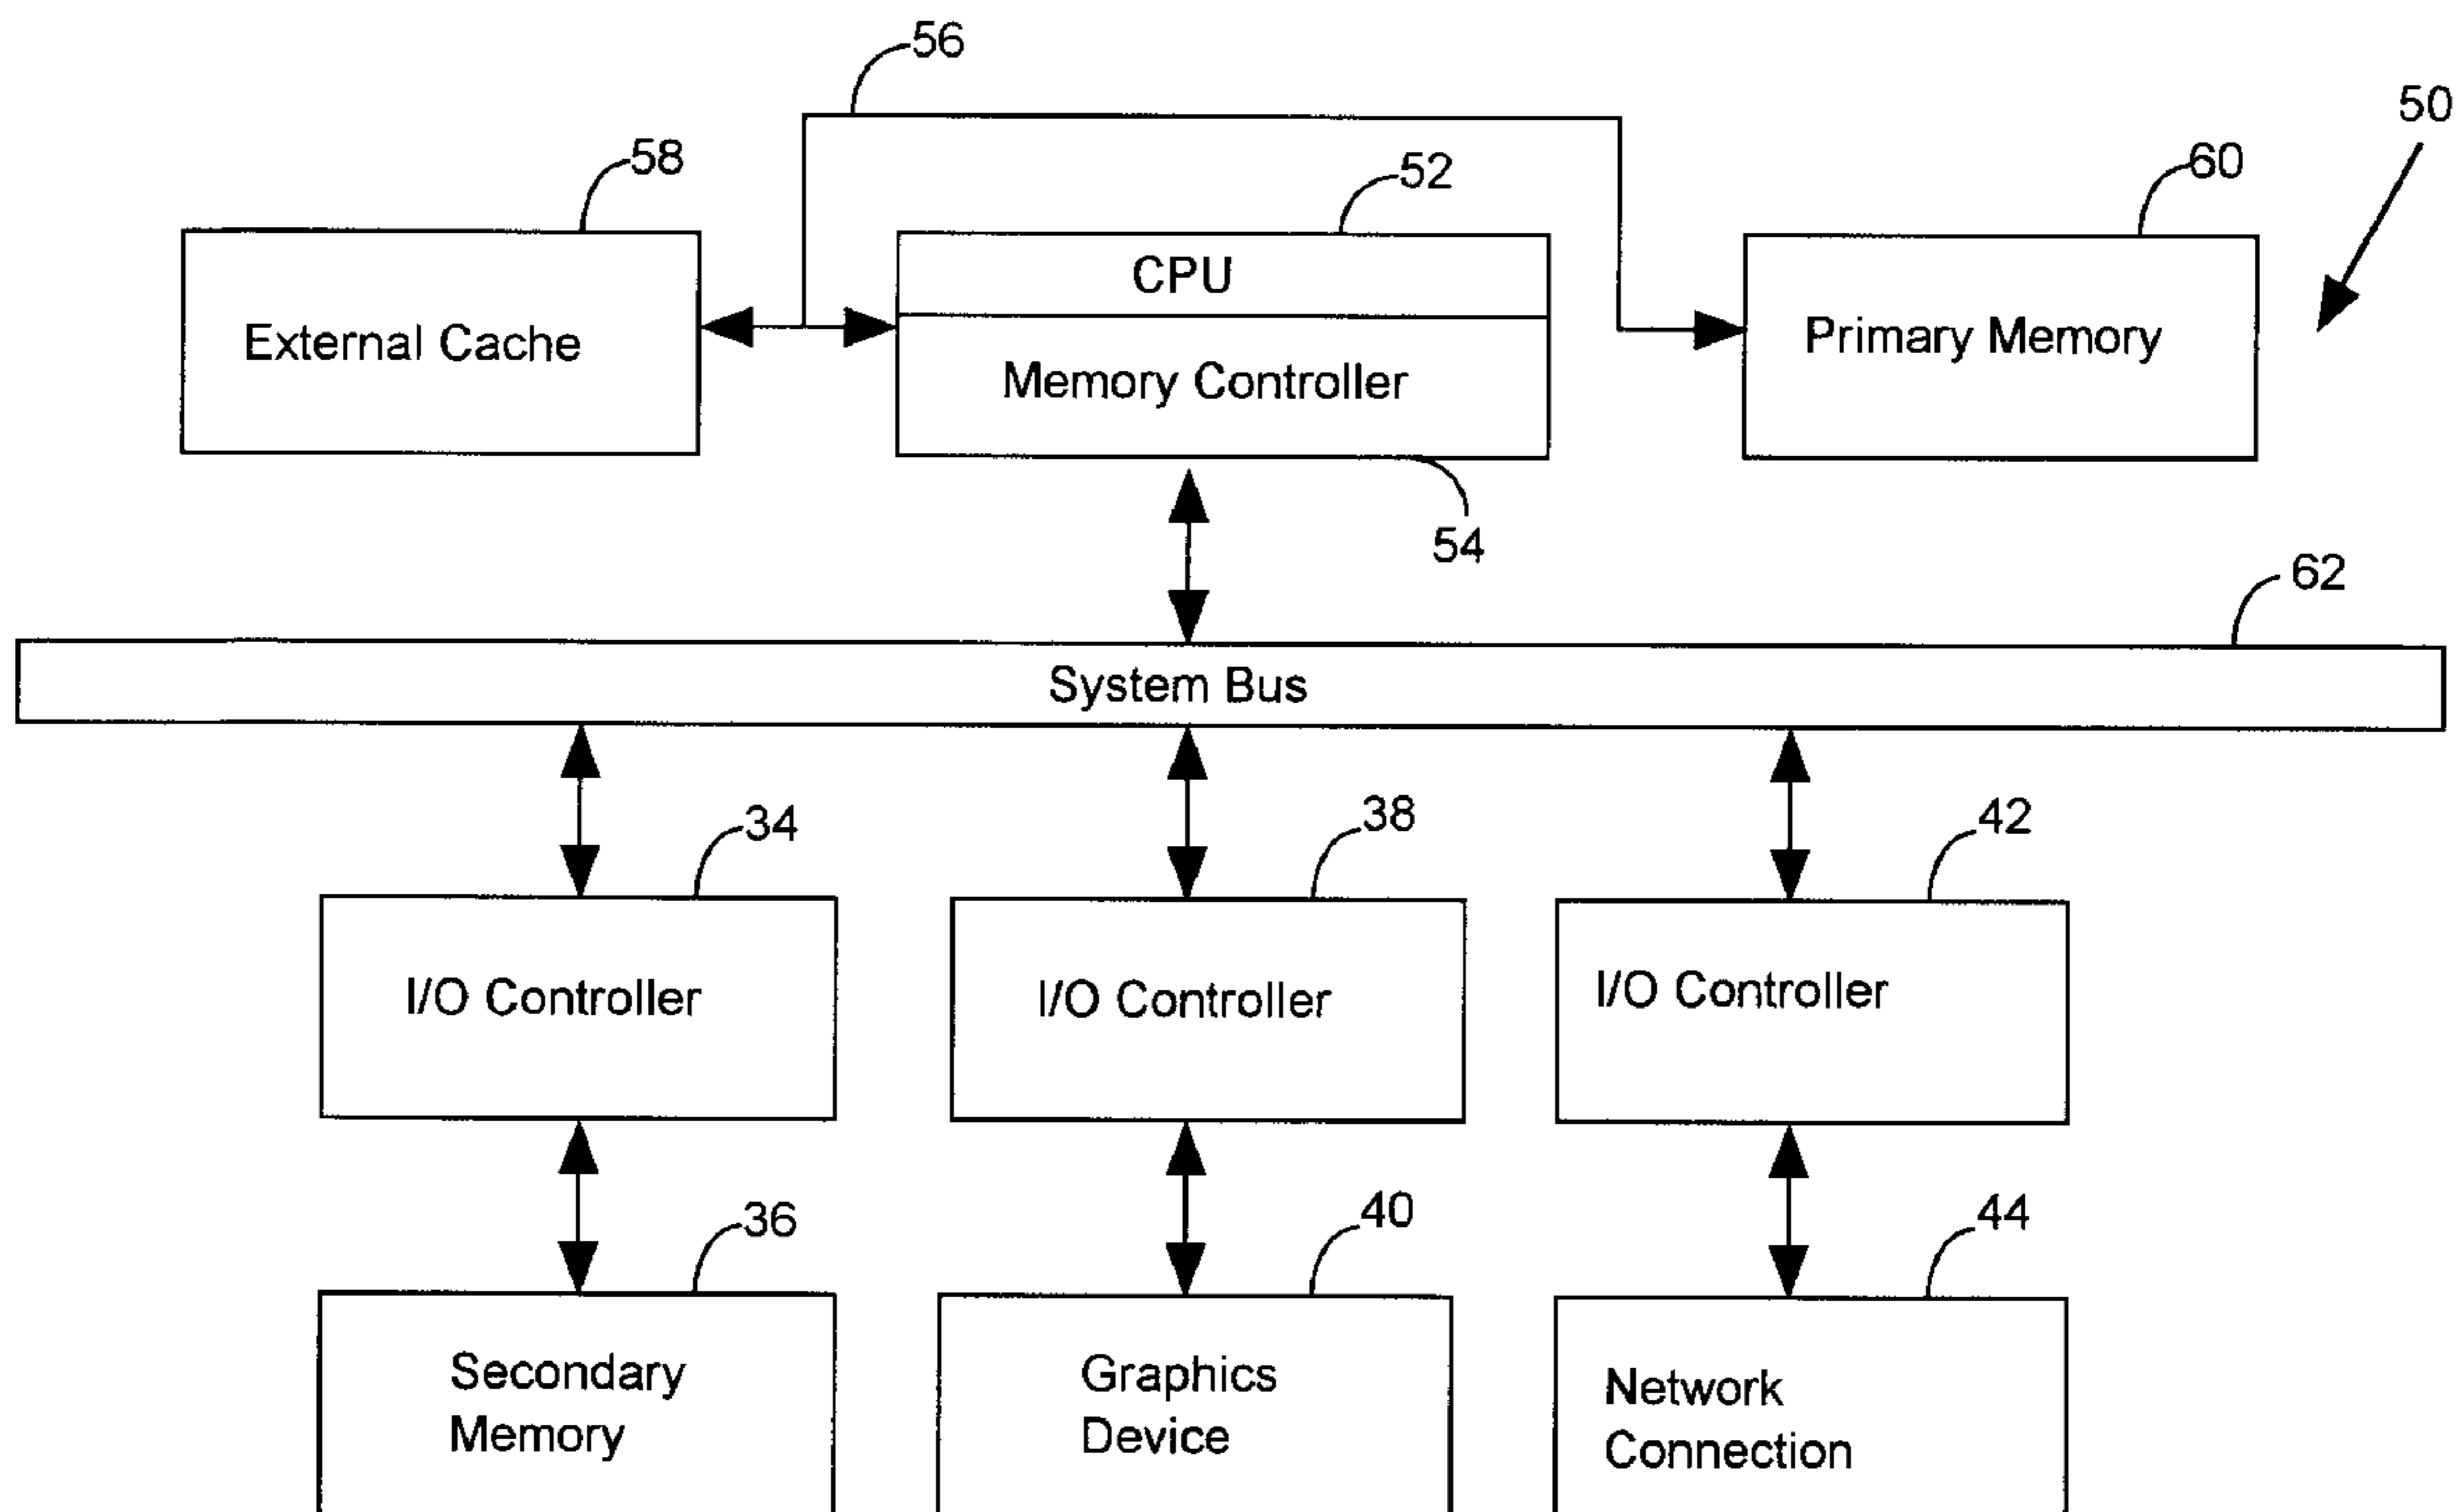 56
50
58
52
60
CPU
External Cache
Primary Memory
Memory Controller
54
62
System Bus
34
38
42
I/O Controller
I/O Controller
I/O Controller
36
40
44
Secondary
Memory
Graphics
Device
Network
Connection